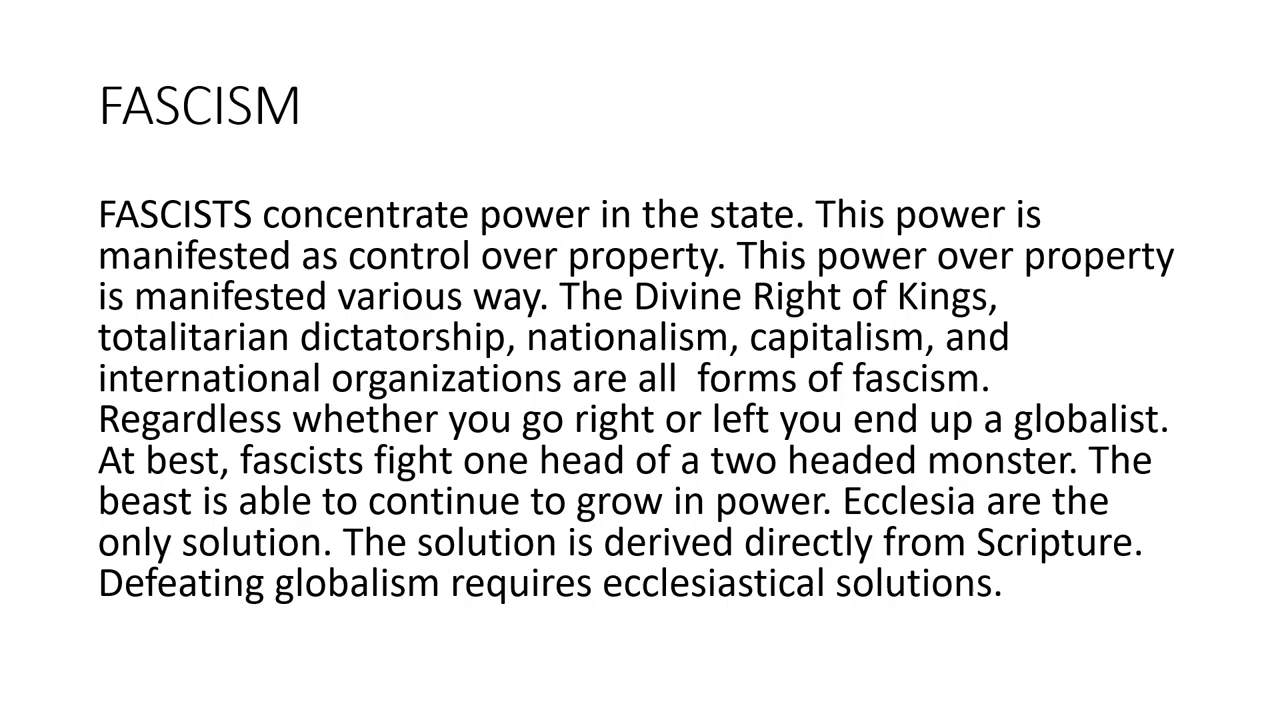 FASCISM
FASCISTS concentrate power in the state. This power is
manifested as control over property. This power over property
is manifested various way. The Divine Right of Kings,
totalitarian dictatorship, nationalism, capitalism, and
international organizations are all  forms of fascism.
Regardless whether you go right or left you end up a globalist.
At best, fascists fight one head of a two headed monster. The
beast is able to continue to grow in power. Ecclesia are the
only solution. The solution is derived directly from Scripture.
Defeating globalism requires ecclesiastical solutions.